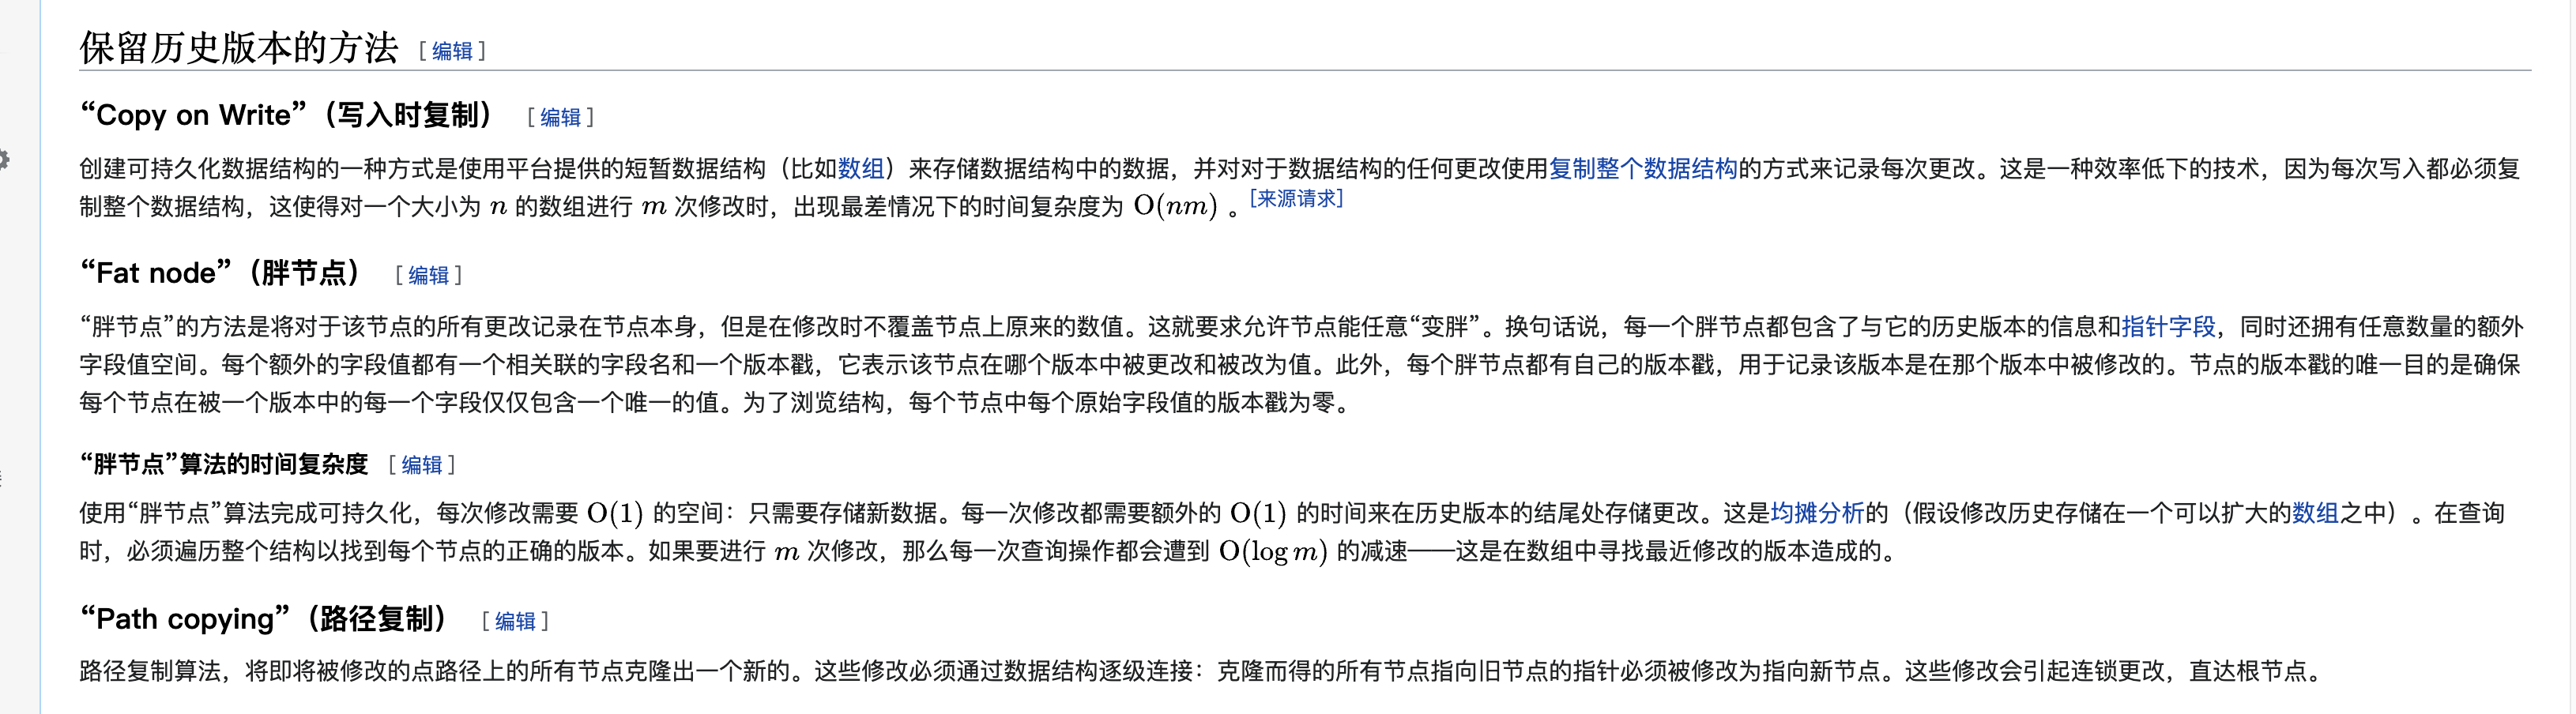 保留历史版本的方法 [编辑]
“Copy on Write”（写入时复制） [编辑]
创建可持久化数据结构的一种方式是使用平台提供的短暂数据结构（比如数组）来存储数据结构中的数据，并对对于数据结构的任何更改使用复制整个数据结构的方式来记录每次更改。这是一种效率低下的技术，因为每次写入都必须复
制整个数据结构，这使得对一个大小为 n 的数组进行 m 次修改时，出现最差情况下的时间复杂度为 O(nm) 。[来源请求]
“Fat node”（胖节点） [编辑]
“胖节点”的方法是将对于该节点的所有更改记录在节点本身，但是在修改时不覆盖节点上原来的数值。这就要求允许节点能任意“变胖”。换句话说，每一个胖节点都包含了与它的历史版本的信息和指针字段，同时还拥有任意数量的额外
字段值空间。每个额外的字段值都有一个相关联的字段名和一个版本戳，它表示该节点在哪个版本中被更改和被改为值。此外，每个胖节点都有自己的版本戳，用于记录该版本是在那个版本中被修改的。节点的版本戳的唯一目的是确保
每个节点在被一个版本中的每一个字段仅仅包含一个唯一的值。为了浏览结构，每个节点中每个原始字段值的版本戳为零。
“胖节点”算法的时间复杂度 [编辑]
使用“胖节点”算法完成可持久化，每次修改需要 O(1) 的空间：只需要存储新数据。每一次修改都需要额外的 O(1) 的时间来在历史版本的结尾处存储更改。这是均摊分析的（假设修改历史存储在一个可以扩大的数组之中）。在查询
时，必须遍历整个结构以找到每个节点的正确的版本。如果要进行 m 次修改，那么每一次查询操作都会遭到 O(log m) 的减速——这是在数组中寻找最近修改的版本造成的。
“Path copying”（路径复制） [编辑]
路径复制算法，将即将被修改的点路径上的所有节点克隆出一个新的。这些修改必须通过数据结构逐级连接：克隆而得的所有节点指向旧节点的指针必须被修改为指向新节点。这些修改会引起连锁更改，直达根节点。